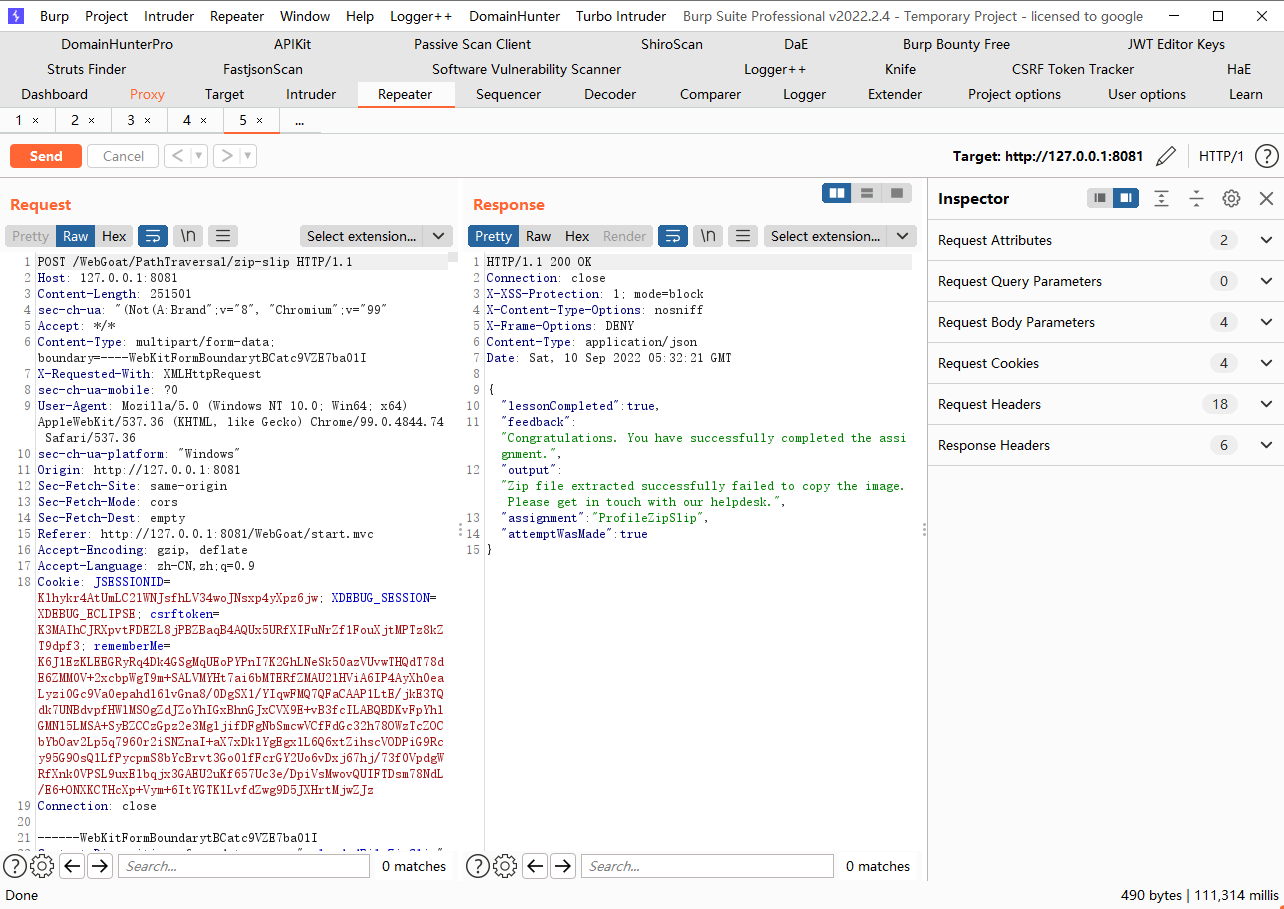 Burp Project Intruder Repeater Window Help Logger++ DomainHunter Turbo Intruder Burp Suite Professional v2022.2.4 - Temporary Project - licensed to google
DomainHunterPro APIKit Passive Scan Client ShiroScan DaE Burp Bounty Free JWT Editor Keys
Struts Finder FastjsonScan Software Vulnerability Scanner Logger++ Knife CSRF Token Tracker HaE
Dashboard Proxy Target Intruder Repeater Sequencer Decoder Comparer Logger Extender Project options User options Learn
1 × 2 × 3 × 4 × 5 × ...
Send Cancel < > Target: http://127.0.0.1:8081 HTTP/1 ?
Request
Pretty Raw Hex \n Select extension...
1 POST /WebGoat/PathTraversal/zip-slip HTTP/1.1
2 Host: 127.0.0.1:8081
3 Content-Length: 251501
4 sec-ch-ua: "(Not(A:Brand";v="8", "Chromium";v="99"
5 Accept: */*
6 Content-Type: multipart/form-data;
boundary=----WebKitFormBoundarytBCatc9VZE7ba01I
7 X-Requested-With: XMLHttpRequest
8 sec-ch-ua-mobile: ?0
9 User-Agent: Mozilla/5.0 (Windows NT 10.0; Win64; x64)
AppleWebKit/537.36 (KHTML, like Gecko) Chrome/99.0.4844.74
Safari/537.36
10 sec-ch-ua-platform: "Windows"
11 Origin: http://127.0.0.1:8081
12 Sec-Fetch-Site: same-origin
13 Sec-Fetch-Mode: cors
14 Sec-Fetch-Dest: empty
15 Referer: http://127.0.0.1:8081/WebGoat/start.mvc
16 Accept-Encoding: gzip, deflate
17 Accept-Language: zh-CN,zh;q=0.9
18 Cookie: JSESSIONID=
K1hykr4AtUmLC21WNJsfhLV34woJNsxp4yXpz6jw; XDEBUG_SESSION=
XDEBUG_ECLIPSE; csrftoken=
K3MAIhCJRXpvtFDEZL8jPBZBaqB4AQUx5URfXIFuNrZf1FouXjtMPTz8kZ
T9dpf3; rememberMe=
19 Connection: close
20
21 ------WebKitFormBoundarytBCatc9VZE7ba01I
? Search... 0 matches
Response
Pretty Raw Hex Render \n Select extension...
1 HTTP/1.1 200 OK
2 Connection: close
3 X-XSS-Protection: 1; mode=block
4 X-Content-Type-Options: nosniff
5 X-Frame-Options: DENY
6 Content-Type: application/json
7 Date: Sat, 10 Sep 2022 05:32:21 GMT
8
9 {
10 "lessonCompleted":true,
11 "feedback":
"Congratulations. You have successfully completed the assi
gnment.",
12 "output":
"Zip file extracted successfully failed to copy the image.
Please get in touch with our helpdesk.",
13 "assignment":"ProfileZipSlip",
14 "attemptWasMade":true
15 }
? Search... 0 matches
Inspector
Request Attributes 2
Request Query Parameters 0
Request Body Parameters 4
Request Cookies 4
Request Headers 18
Response Headers 6
Done 490 bytes | 111,314 millis